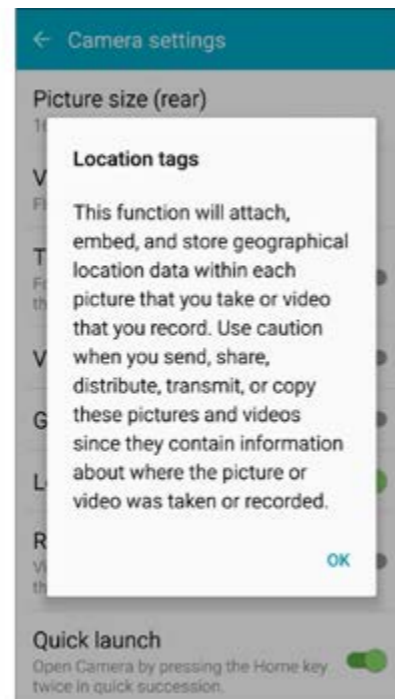 Camera settings
Picture size (rear)
Location tags
This function will attach,
embed, and store geographical
location data within each
picture that you take or video
that you record. Use caution
when you send, share,
distribute, transmit, or copy
these pictures and videos
since they contain information
about where the picture or
video was taken or recorded.
OK
Quick launch
Open Camera by pressing the Home key
twice in quick succession.